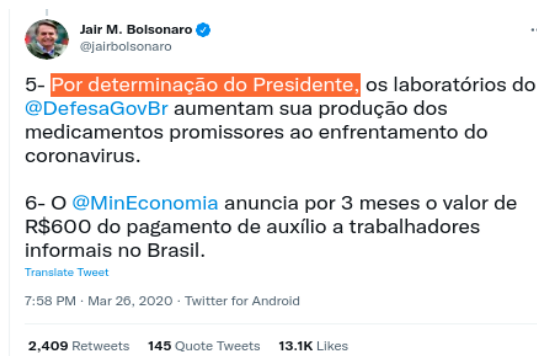 Jair M. Bolsonaro
@jairbolsonaro
5- Por determinação do Presidente, os laboratórios do
@DefesaGovBr aumentam sua produção dos
medicamentos promissores ao enfrentamento do
coronavirus.
6- O @MinEconomia anuncia por 3 meses o valor de
R$600 do pagamento de auxílio a trabalhadores
informais no Brasil.
Translate Tweet
7:58 PM · Mar 26, 2020 · Twitter for Android
2,409 Retweets 145 Quote Tweets 13.1K Likes